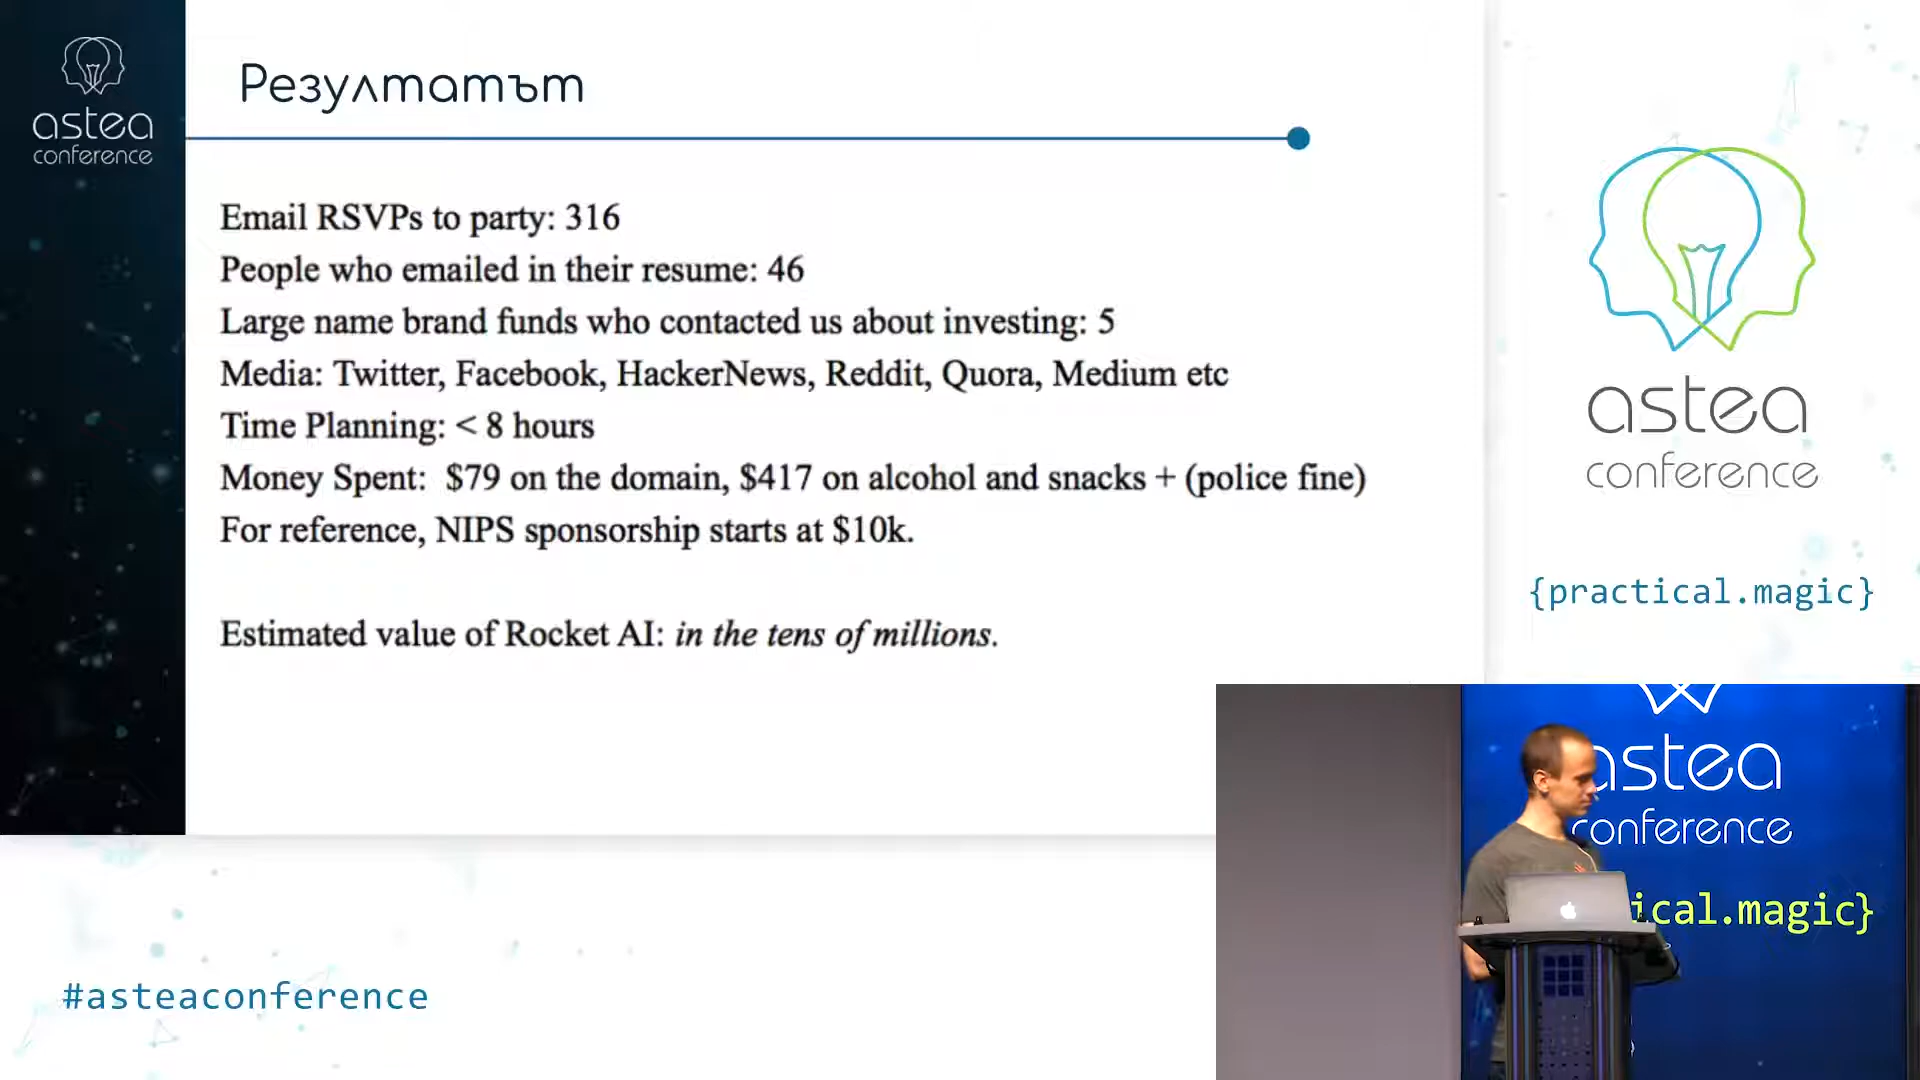 astea
conference
Резултатът
Email RSVPs to party: 316
People who emailed in their resume: 46
Large name brand funds who contacted us about investing: 5
Media: Twitter, Facebook, HackerNews, Reddit, Quora, Medium etc
Time Planning: < 8 hours
Money Spent:  $79 on the domain, $417 on alcohol and snacks + (police fine)
For reference, NIPS sponsorship starts at $10k.
Estimated value of Rocket AI: in the tens of millions.
astea
conference
{practical.magic}
astea
conference
ical.magic}
#asteaconference